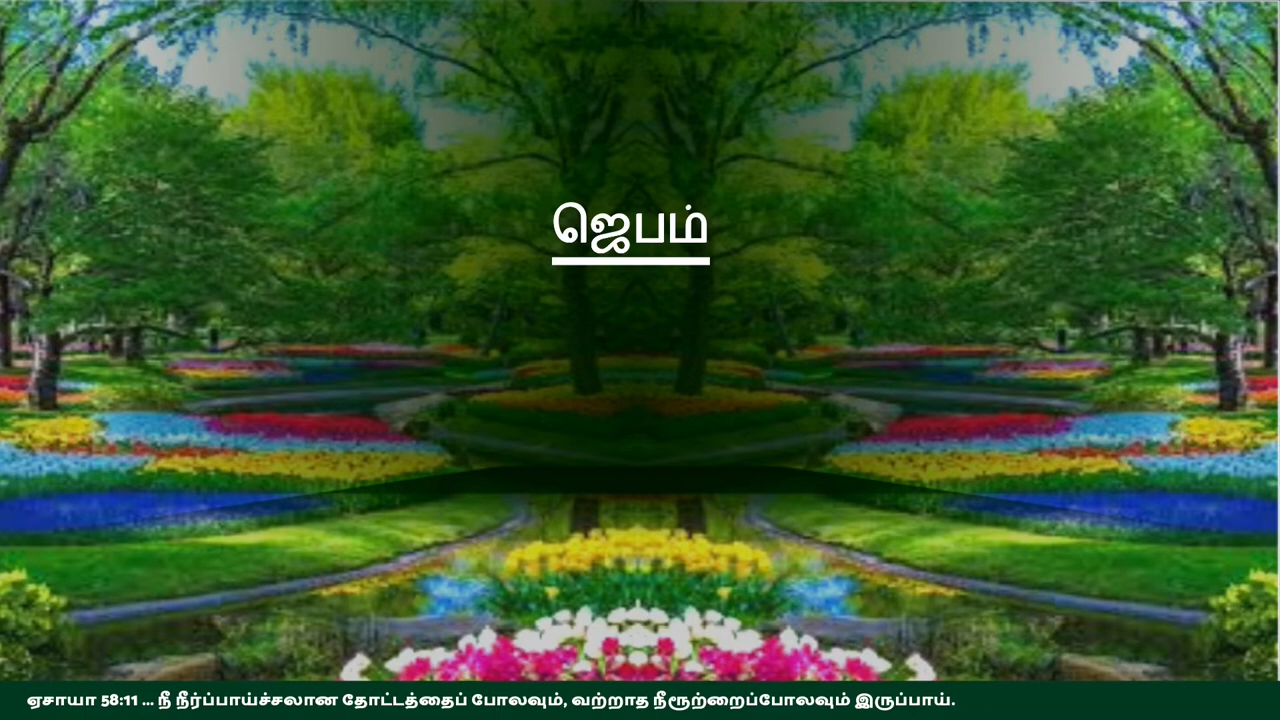 ஜெபம்
ஏசாயா 58:11 ... நீ நீர்ப்பாய்ச்சலான தோட்டத்தைப் போலவும், வற்றாத நீரூற்றைப்போலவும் இருப்பாய்.